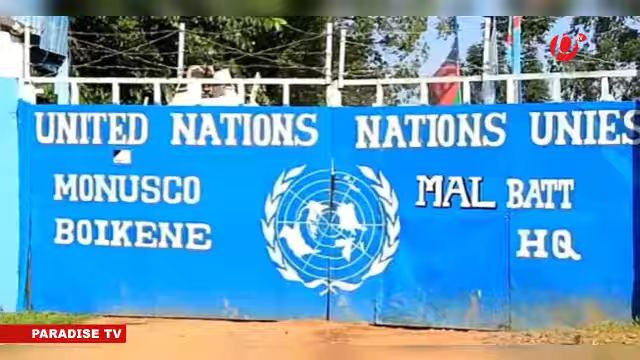 UNITED NATIONS
NATIONS UNIES
MONUSCO
BOIKENE
MAL BATT
HQ
PARADISE TV